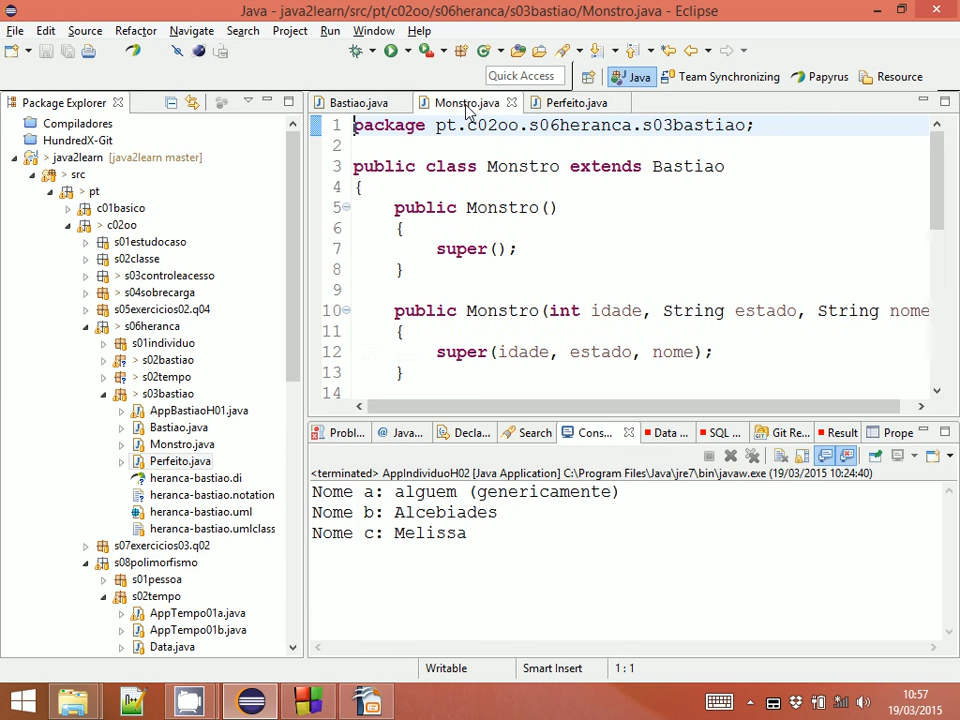 Java - java2learn/src/pt/c02oo/s06heranca/s03bastiao/Monstro.java - Eclipse
File Edit Source Refactor Navigate Search Project Run Window Help
Quick Access
Java
Team Synchronizing
Papyrus
Resource
Package Explorer
Compiladores
HundredX-Git
> java2learn [java2learn master]
> src
> pt
c01basico
> c02oo
s01estudocaso
s02classe
> s03controleacesso
> s04sobrecarga
s05exercicios02.q04
> s06heranca
s01individuo
> s02bastiao
> s02tempo
> s03bastiao
AppBastiaoH01.java
Bastiao.java
Monstro.java
Perfeito.java
heranca-bastiao.di
heranca-bastiao.notation
heranca-bastiao.uml
heranca-bastiao.umlclass
s07exercicios03.q02
s08polimorfismo
s01pessoa
s02tempo
AppTempo01a.java
AppTempo01b.java
Data.java
Bastiao.java
Monstro.java
Perfeito.java
1 package pt.c02oo.s06heranca.s03bastiao;
2
3 public class Monstro extends Bastiao
4 {
5 public Monstro()
6 {
7 super();
8 }
9
10 public Monstro(int idade, String estado, String nome
11 {
12 super(idade, estado, nome);
13 }
14
Probl...
Java...
Decla...
Search
Cons...
Data ...
SQL ...
Git Re...
Result
Prope
<terminated> AppIndividuoH02 [Java Application] C:\Program Files\Java\jre7\bin\javaw.exe (19/03/2015 10:24:40)
Nome a: alguem (genericamente)
Nome b: Alcebiades
Nome c: Melissa
Writable
Smart Insert
1 : 1
10:57
19/03/2015